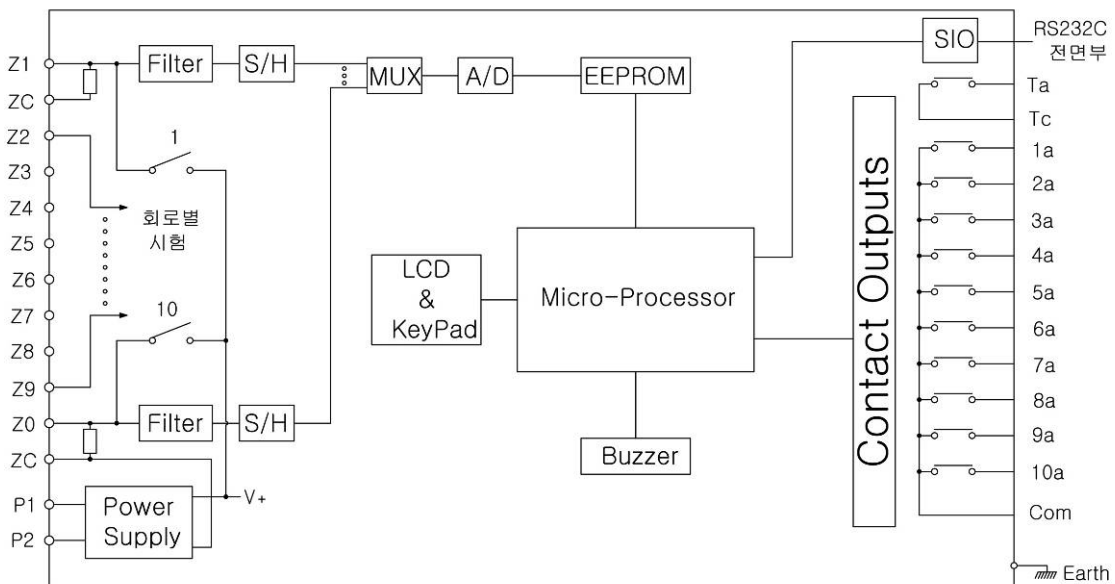 Z1
ZC
Z2
Z3
Z4
Z5
Z6
Z7
Z8
Z9
Z0
ZC
P1
P2
Filter
S/H
MUX
A/D
EEPROM
1
회로별
시험
10
Filter
S/H
Power
Supply
V+
LCD
&
KeyPad
Micro-Processor
Buzzer
Contact Outputs
SIO
RS232C
전면부
Ta
Tc
1a
2a
3a
4a
5a
6a
7a
8a
9a
10a
Com
Earth